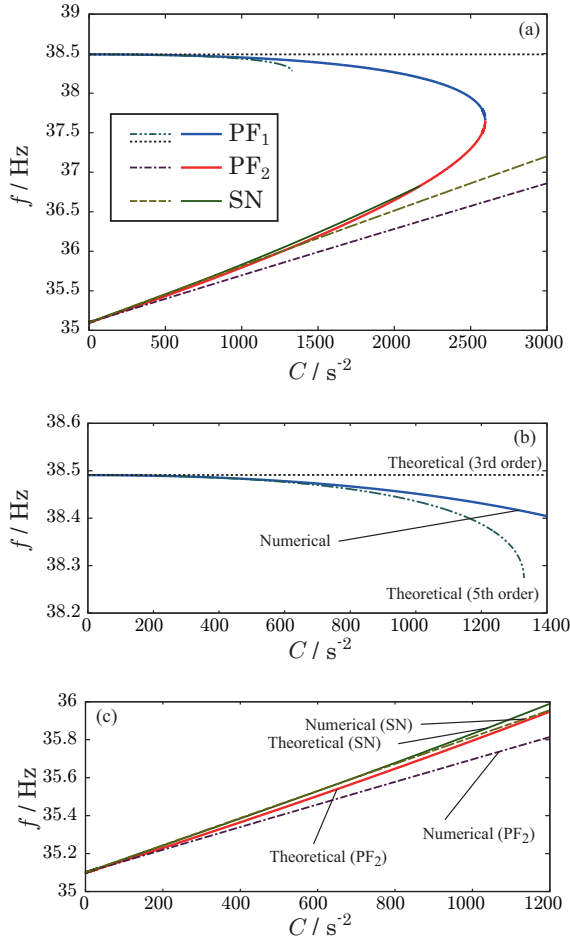 (a)
39
38.5
38
37.5
37
36.5
36
35.5
35
f / Hz
PF1
PF2
SN
0 500 1000 1500 2000 2500 3000
C / s-2
(b)
38.6
38.5
38.4
38.3
38.2
f / Hz
Theoretical (3rd order)
Numerical
Theoretical (5th order)
0 200 400 600 800 1000 1200 1400
C / s-2
(c)
36
35.8
35.6
35.4
35.2
35
f / Hz
Numerical (SN)
Theoretical (SN)
Numerical (PF2)
Theoretical (PF2)
0 200 400 600 800 1000 1200
C / s-2